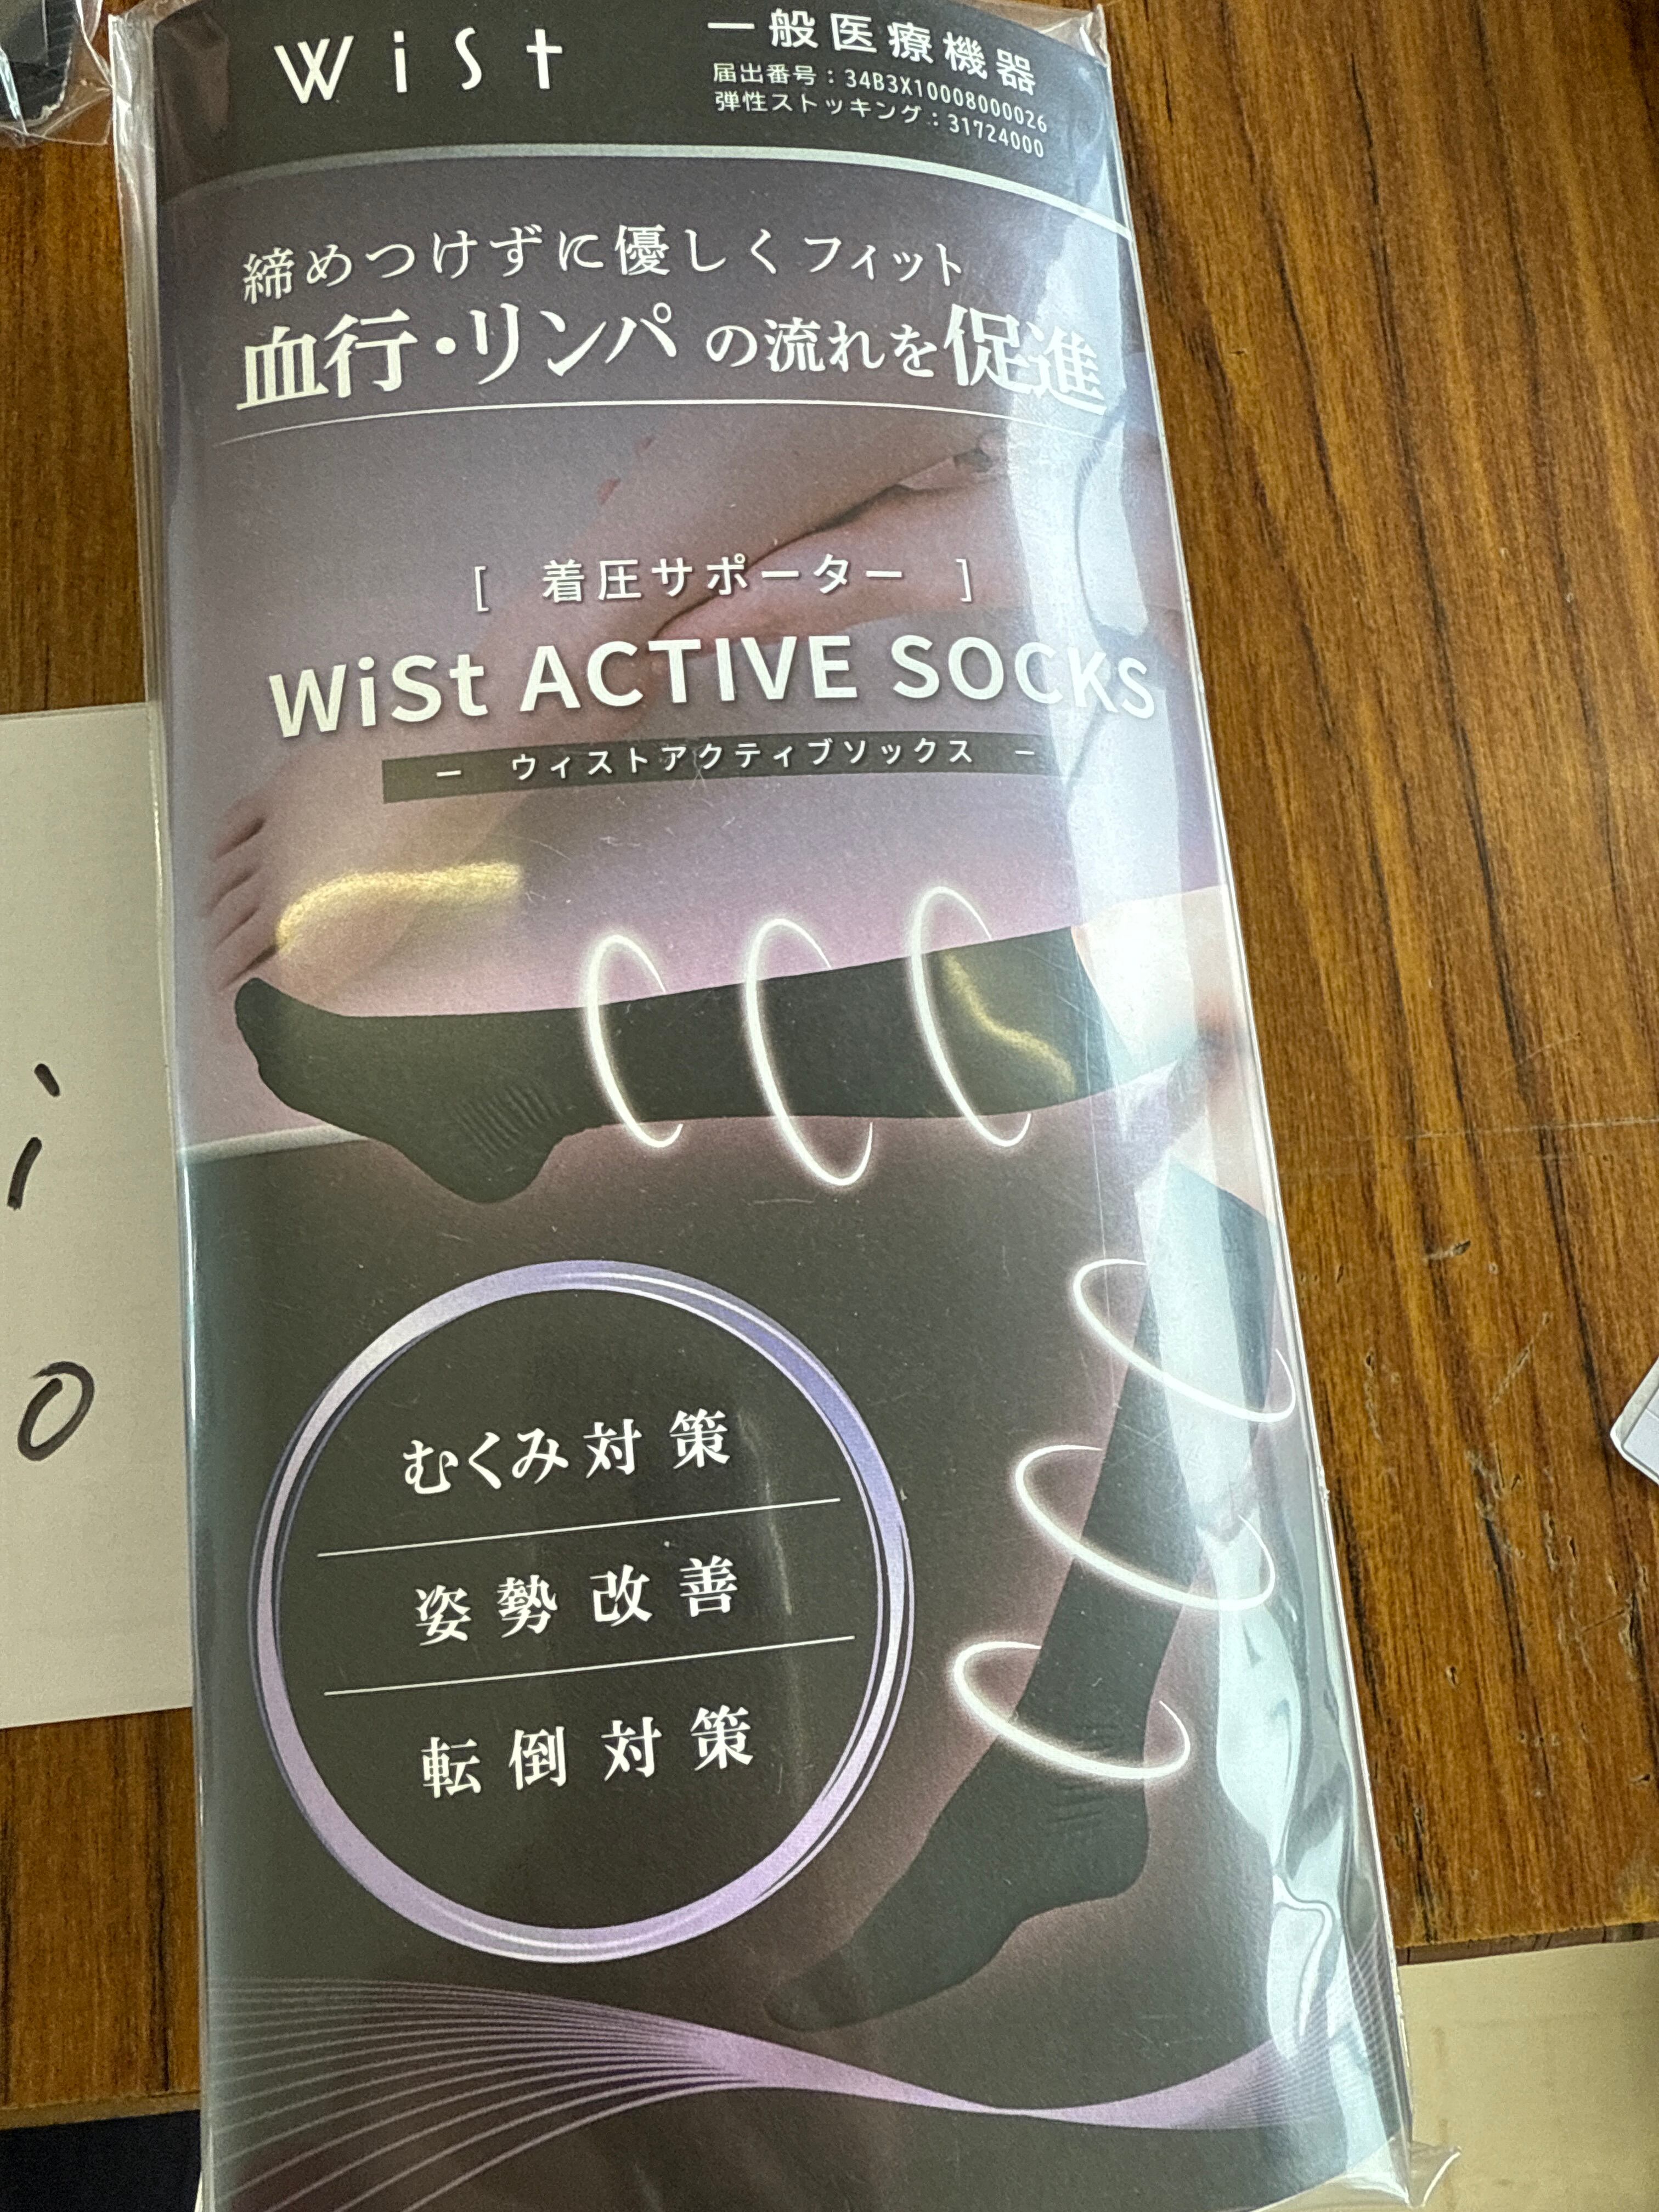 WiSt
一般医療機器
届出番号：34B3X10008000026
弾性ストッキング：31724000
締めつけずに優しくフィット
血行・リンパの流れを促進
[ 着圧サポーター ]
WiSt ACTIVE SOCKS
– ウィストアクティブソックス –
むくみ対策
姿勢改善
転倒対策